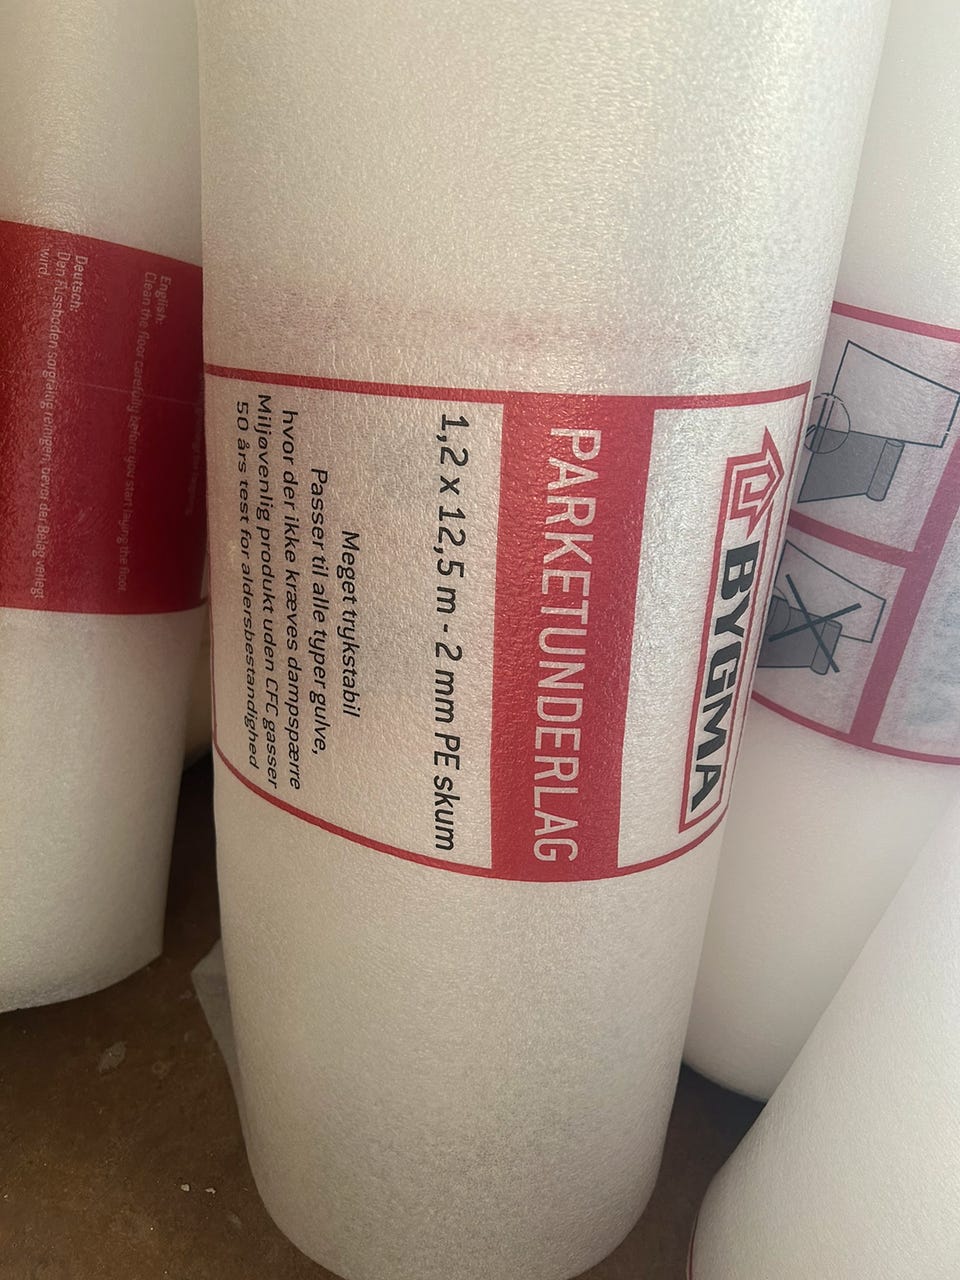 BYGMA
PARKETUNDERLAG
1,2 x 12,5 m - 2 mm PE skum
Meget trykstabil
Passer til alle typer gulve,
hvor der ikke kræves dampspærre
Miljøvenlig produkt uden CFC gasser
50 års test for aldersbestandighed
English:
Clean the floor carefully before you start laying the floor.
Deutsch:
Den Fussboden sorgfältig reinigen, bevor der Belag verlegt
wird.